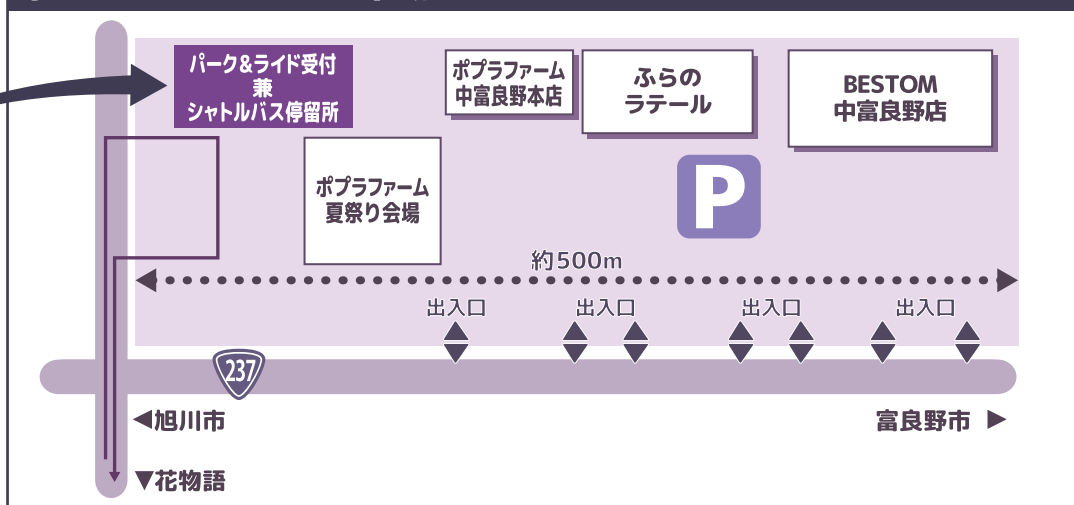 パーク&ライド受付
兼
シャトルバス停留所
ポプラファーム
中富良野本店
ふらの
ラテール
BESTOM
中富良野店
ポプラファーム
夏祭り会場
P
約500m
出入口
出入口
出入口
出入口
237
◀旭川市
富良野市 ▶
▼花物語